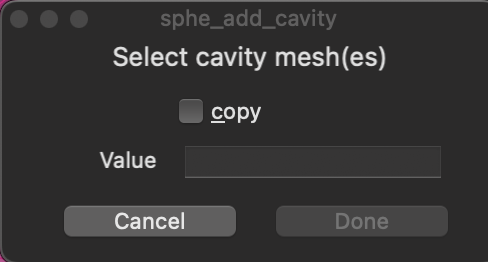 sphe_add_cavity
Select cavity mesh(es)
copy
Value
Cancel Done